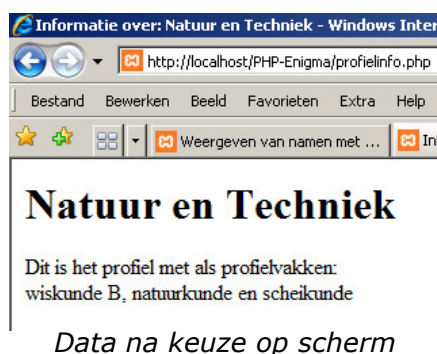 Informatie over: Natuur en Techniek - Windows Inter
http://localhost/PHP-Enigma/profielinfo.php
Bestand Bewerken Beeld Favorieten Extra Help
Weergeven van namen met ... In
Natuur en Techniek
Dit is het profiel met als profielvakken:
wiskunde B, natuurkunde en scheikunde
Data na keuze op scherm